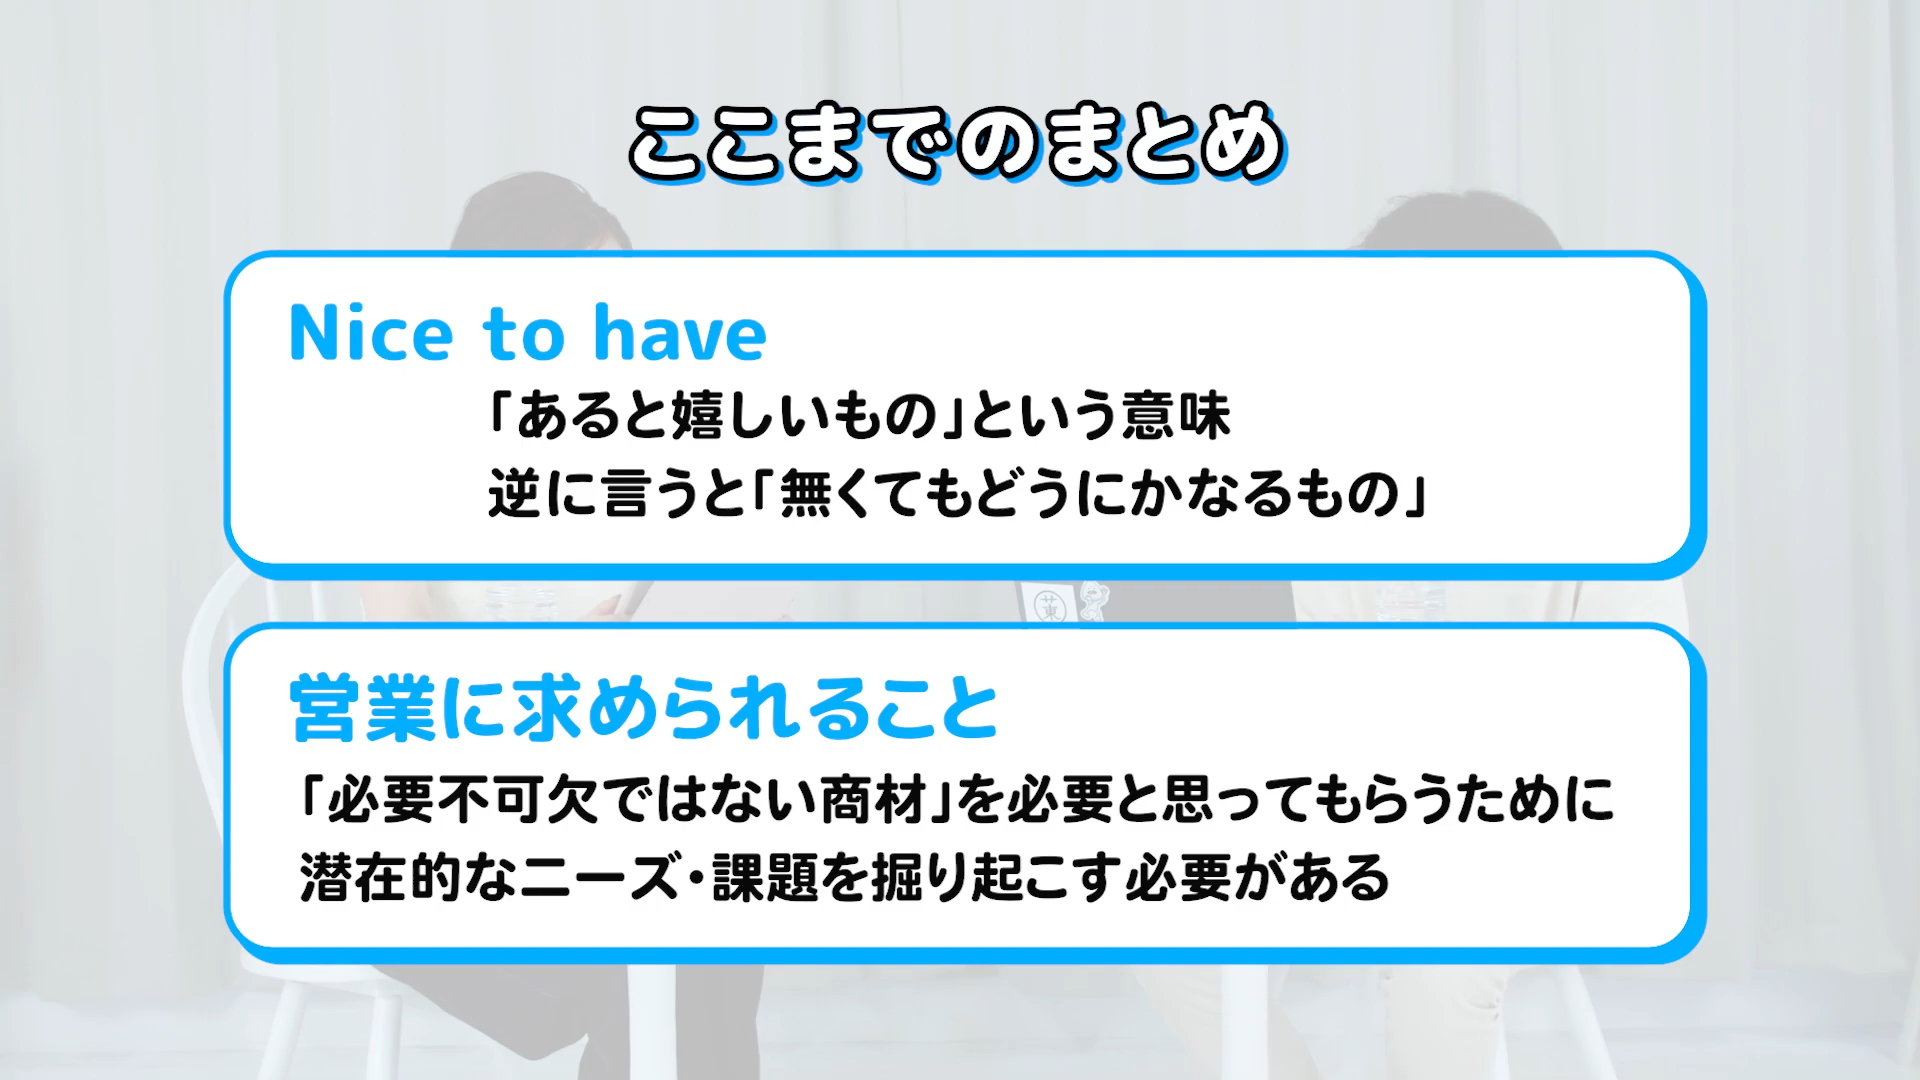 ここまでのまとめ
Nice to have
「あると嬉しいもの」という意味
逆に言うと「無くてもどうにかなるもの」
サ
東
営業に求められること
「必要不可欠ではない商材」を必要と思ってもらうために
潜在的なニーズ・課題を掘り起こす必要がある